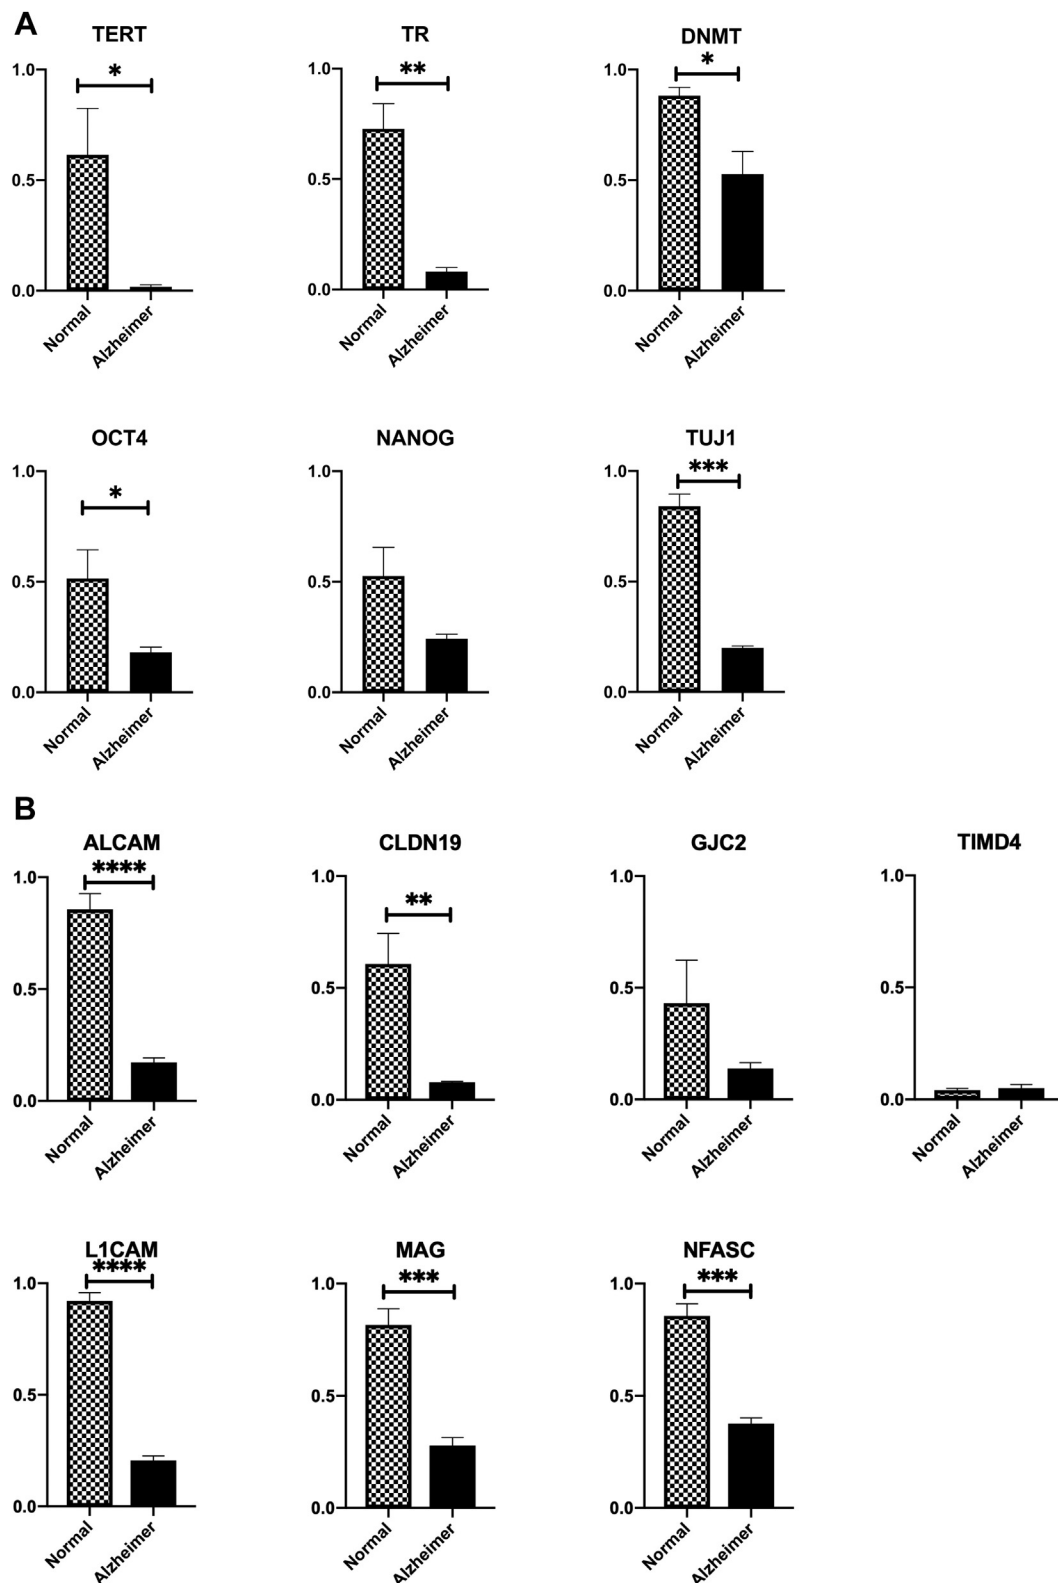 A
TERT
TR
DNMT
*
**
*
1.0
0.5
0.0
Normal
Alzheimer
1.0
0.5
0.0
Normal
Alzheimer
1.0
0.5
0.0
Normal
Alzheimer
OCT4
NANOG
TUJ1
*
***
1.0
0.5
0.0
Normal
Alzheimer
1.0
0.5
0.0
Normal
Alzheimer
1.0
0.5
0.0
Normal
Alzheimer
B
ALCAM
CLDN19
GJC2
TIMD4
****
**
1.0
0.5
0.0
Normal
Alzheimer
1.0
0.5
0.0
Normal
Alzheimer
1.0
0.5
0.0
Normal
Alzheimer
1.0
0.5
0.0
Normal
Alzheimer
L1CAM
MAG
NFASC
****
***
***
1.0
0.5
0.0
Normal
Alzheimer
1.0
0.5
0.0
Normal
Alzheimer
1.0
0.5
0.0
Normal
Alzheimer